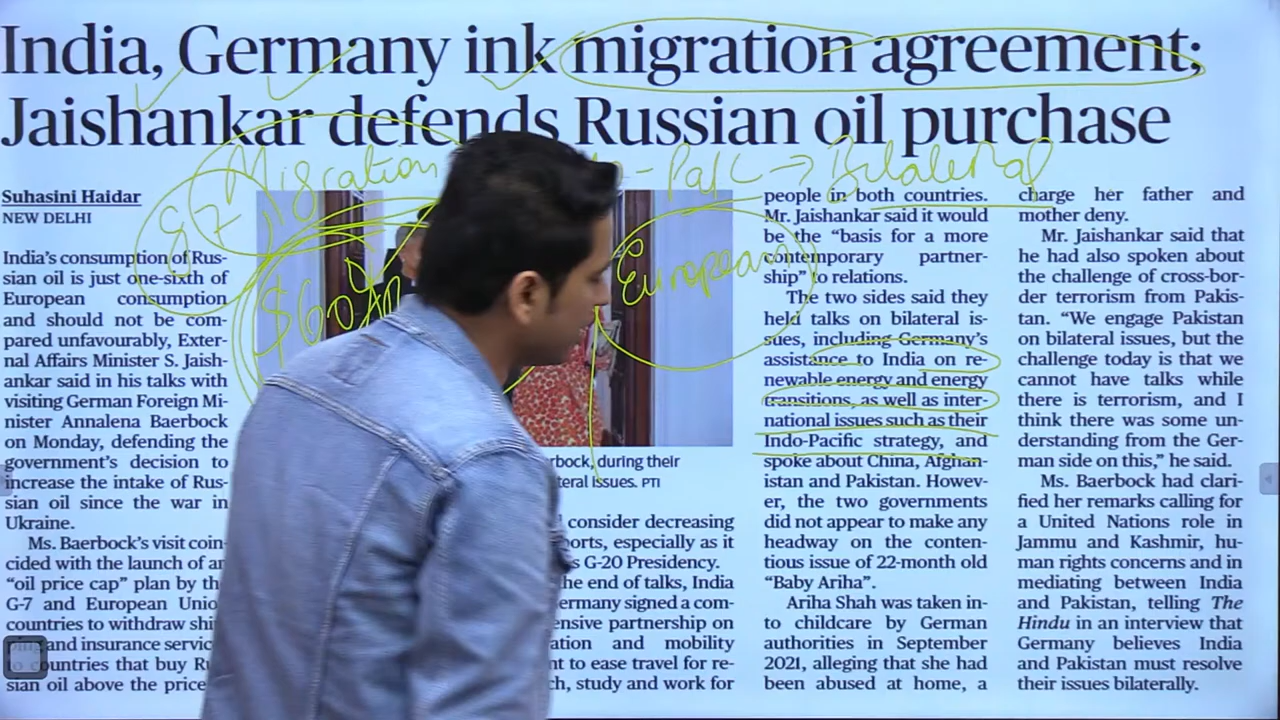 India, Germany ink migration agreement;
Jaishankar defends Russian oil purchase
Migration
- Pak -> Bilateral
G7
$60
European
Suhasini Haidar
NEW DELHI
India's consumption of Rus-
sian oil is just one-sixth of
European consumption
and should not be com-
pared unfavourably, Exter-
nal Affairs Minister S. Jaish-
ankar said in his talks with
visiting German Foreign Mi-
nister Annalena Baerbock
on Monday, defending the
government's decision to
increase the intake of Rus-
sian oil since the war in
Ukraine.
Ms. Baerbock's visit coin-
cided with the launch of an
"oil price cap" plan by the
G-7 and European Union
countries to withdraw
and insurance
to countries that buy
sian oil above the price
during their
issues. PTI
consider decreasing
especially as it
G-20 Presidency.
end of talks, India
signed a com-
partnership on
and mobility
to ease travel for re-
study and work for
people in both countries.
Mr. Jaishankar said it would
be the "basis for a more
contemporary partner-
ship" to relations.
The two sides said they
held talks on bilateral is-
sues, including Germany's
assistance to India on re-
newable energy and energy
transitions, as well as inter-
national issues such as their
Indo-Pacific strategy, and
spoke about China, Afghan-
istan and Pakistan. Howev-
er, the two governments
did not appear to make any
headway on the conten-
tious issue of 22-month old
"Baby Ariha".
Ariha Shah was taken in-
to childcare by German
authorities in September
2021, alleging that she had
been abused at home, a
charge her father and
mother deny.
Mr. Jaishankar said that
he had also spoken about
the challenge of cross-bor-
der terrorism from Pakis-
tan. "We engage Pakistan
on bilateral issues, but the
challenge today is that we
cannot have talks while
there is terrorism, and I
think there was some un-
derstanding from the Ger-
man side on this," he said.
Ms. Baerbock had clari-
fied her remarks calling for
a United Nations role in
Jammu and Kashmir, hu-
man rights concerns and in
mediating between India
and Pakistan, telling The
Hindu in an interview that
Germany believes India
and Pakistan must resolve
their issues bilaterally.